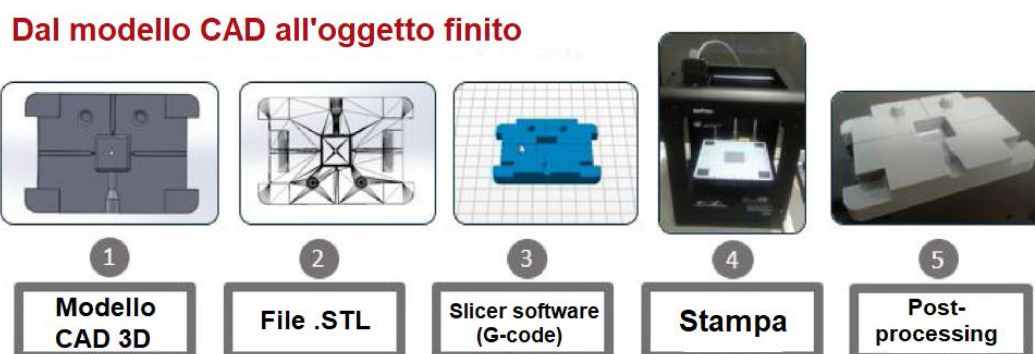 Dal modello CAD all'oggetto finito
1
2
3
4
5
Modello
CAD 3D
File .STL
Slicer software
(G-code)
Stampa
Post-
processing